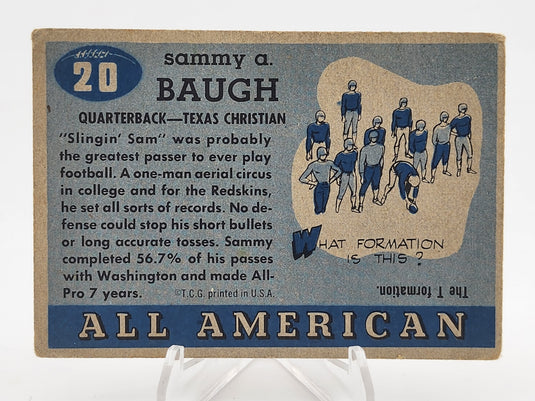 20
sammy a.
BAUGH
QUARTERBACK—TEXAS CHRISTIAN
"Slingin' Sam" was probably
the greatest passer to ever play
football. A one-man aerial circus
in college and for the Redskins,
he set all sorts of records. No de-
fense could stop his short bullets
or long accurate tosses. Sammy
completed 56.7% of his passes
with Washington and made All-
Pro 7 years.
©T.C.G. printed in U.S.A.
WHAT FORMATION
IS THIS?
The T formation.
ALL AMERICAN